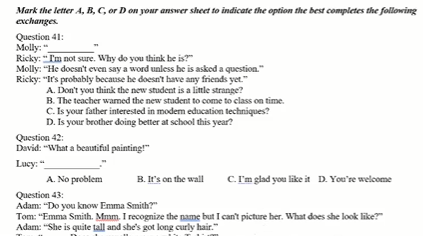 Mark the letter A, B, C, or D on your answer sheet to indicate the option the best completes the following
exchanges.
Question 41:
Molly: "__________"
Ricky: " I'm not sure. Why do you think he is?"
Molly: "He doesn't even say a word unless he is asked a question."
Ricky: "It's probably because he doesn't have any friends yet."
A. Don't you think the new student is a little strange?
B. The teacher warned the new student to come to class on time.
C. Is your father interested in modern education techniques?
D. Is your brother doing better at school this year?
Question 42:
David: "What a beautiful painting!"
Lucy: "__________."
A. No problem B. It's on the wall C. I'm glad you like it D. You're welcome
Question 43:
Adam: "Do you know Emma Smith?"
Tom: "Emma Smith. Mmm. I recognize the name but I can't picture her. What does she look like?"
Adam: "She is quite tall and she's got long curly hair."